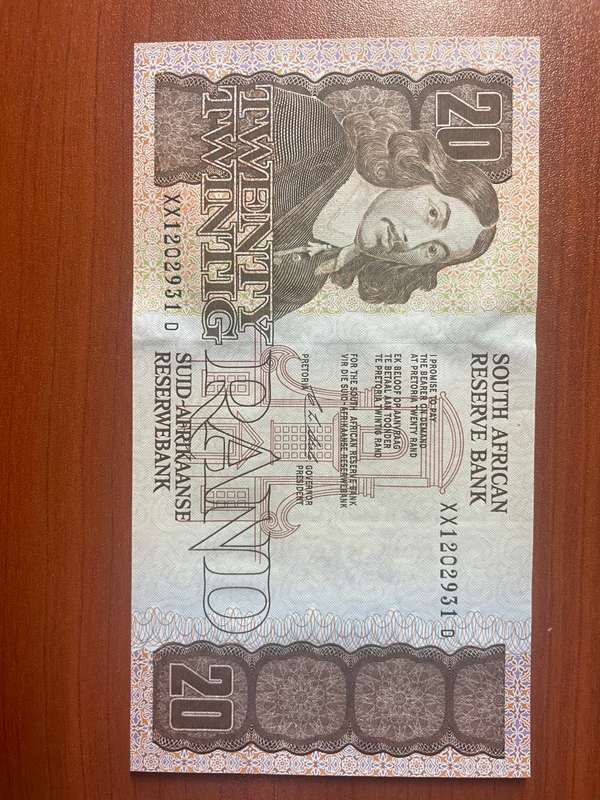 20
SOUTH AFRICAN
RESERVE BANK
XX1202931 D
I PROMISE TO PAY
THE BEARER ON DEMAND
AT PRETORIA TWENTY RAND
EK BELOOF OP AANVRAAG
TE BETAAL AAN TOONDER
TE PRETORIA TWINTIG RAND
FOR THE SOUTH AFRICAN RESERVE BANK
VIR DIE SUID-AFRIKAANSE RESERWEBANK
PRETORIA
GOVERNOR
PRESIDENT
TWENTY
TWINTIG
RAND
XX1202931 D
SUID-AFRIKAANSE
RESERWEBANK
20